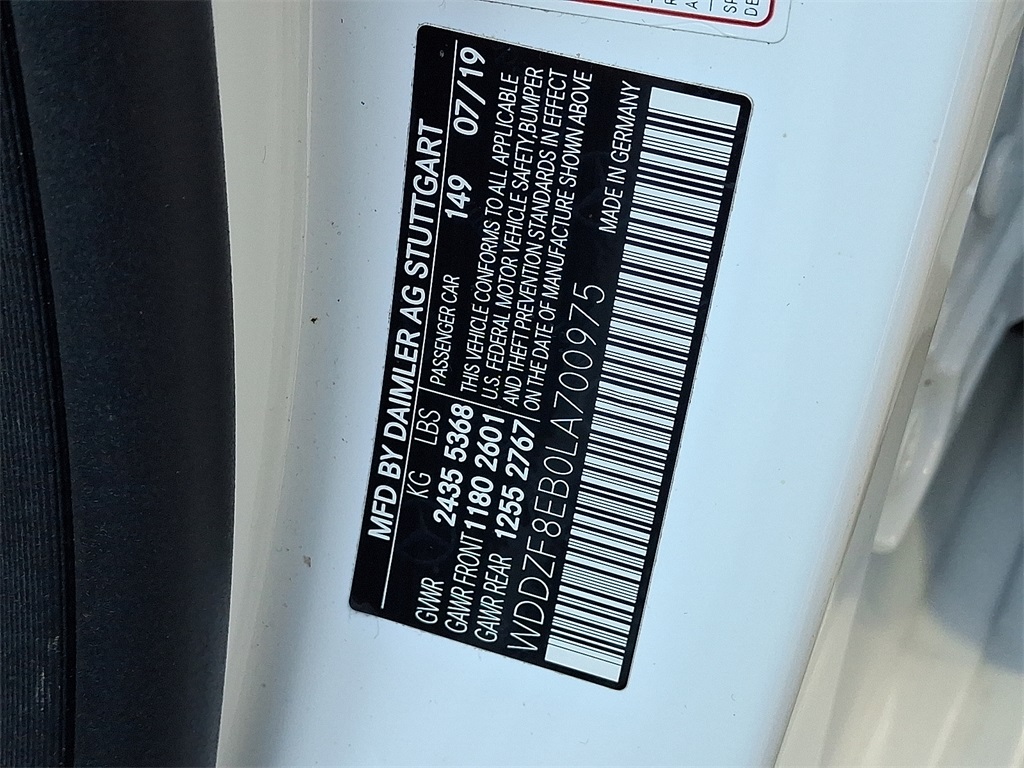 MFD BY DAIMLER AG STUTTGART
KG LBS
GVWR 2435 5368
GAWR FRONT 1180 2601
GAWR REAR 1255 2767
PASSENGER CAR 149 07/19
THIS VEHICLE CONFORMS TO ALL APPLICABLE
U.S. FEDERAL MOTOR VEHICLE SAFETY,BUMPER
AND THEFT PREVENTION STANDARDS IN EFFECT
ON THE DATE OF MANUFACTURE SHOWN ABOVE
WDDZF8EB0LA700975 MADE IN GERMANY